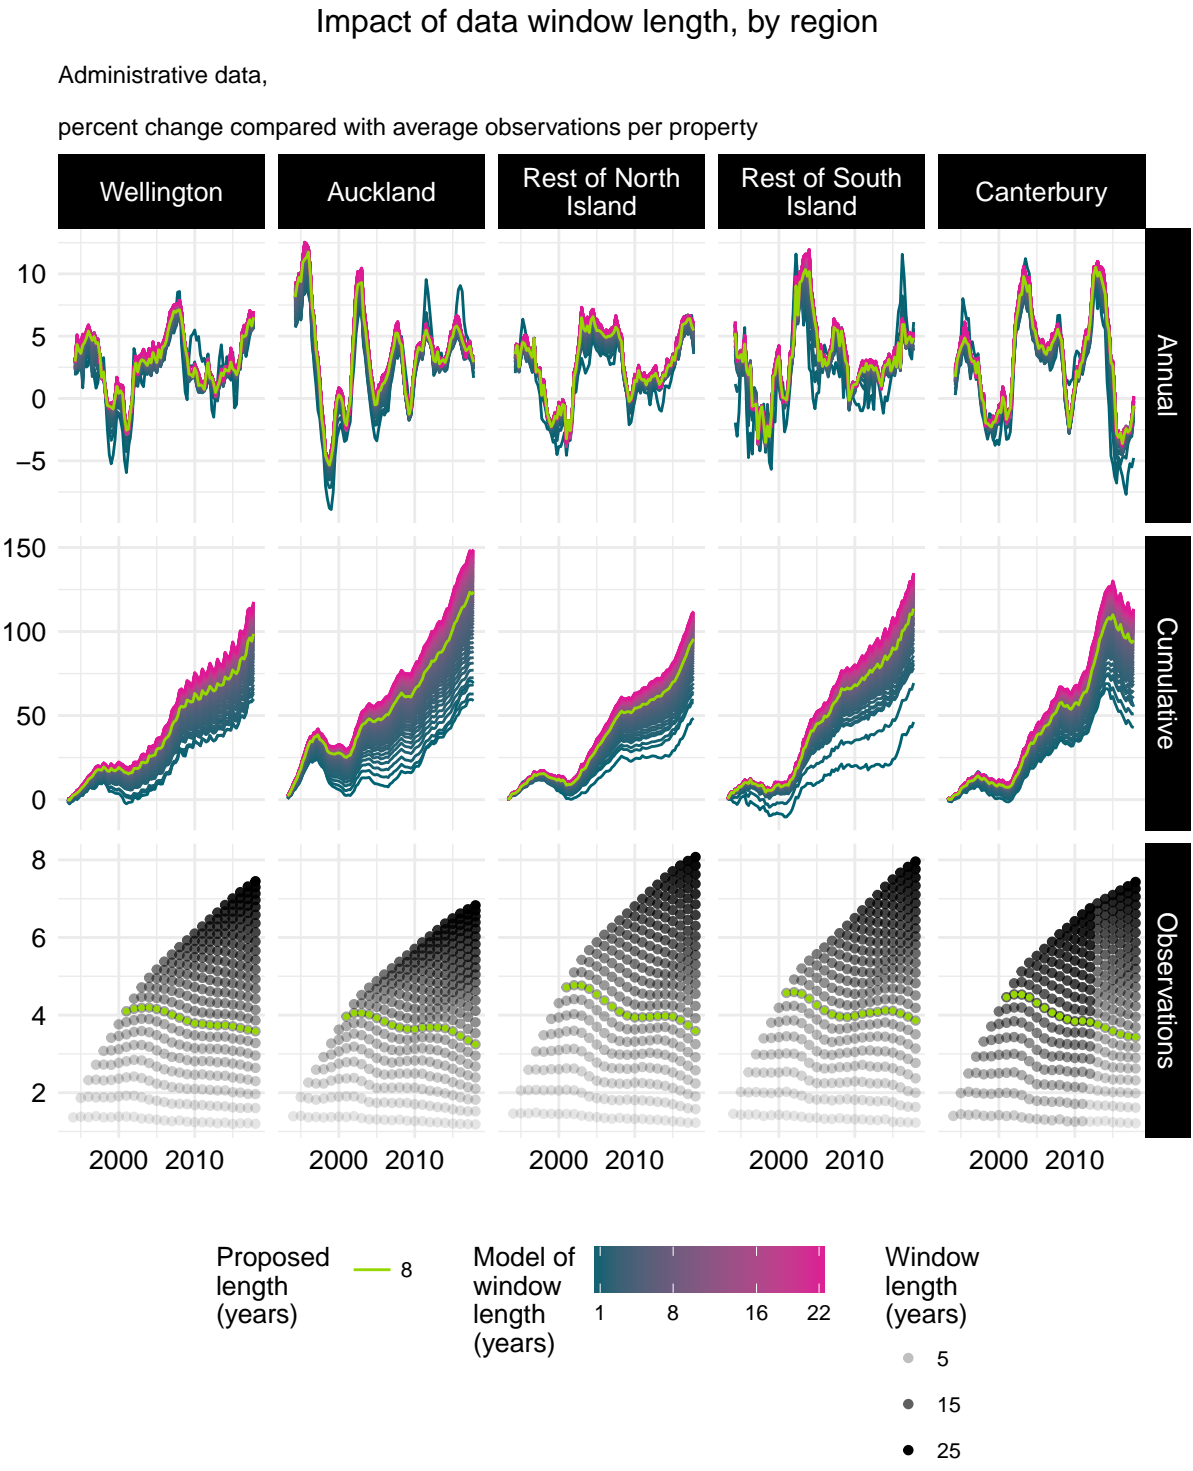 Impact of data window length, by region
Administrative data,
percent change compared with average observations per property
Wellington
Auckland
Rest of North
Island
Rest of South
Island
Canterbury
10
5
0
−5
Annual
150
100
50
0
Cumulative
8
6
4
2
Observations
2000 2010 2000 2010 2000 2010 2000 2010 2000 2010
Proposed
length
(years)
8
Model of
window
length
(years)
1 8 16 22
Window
length
(years)
5
15
25